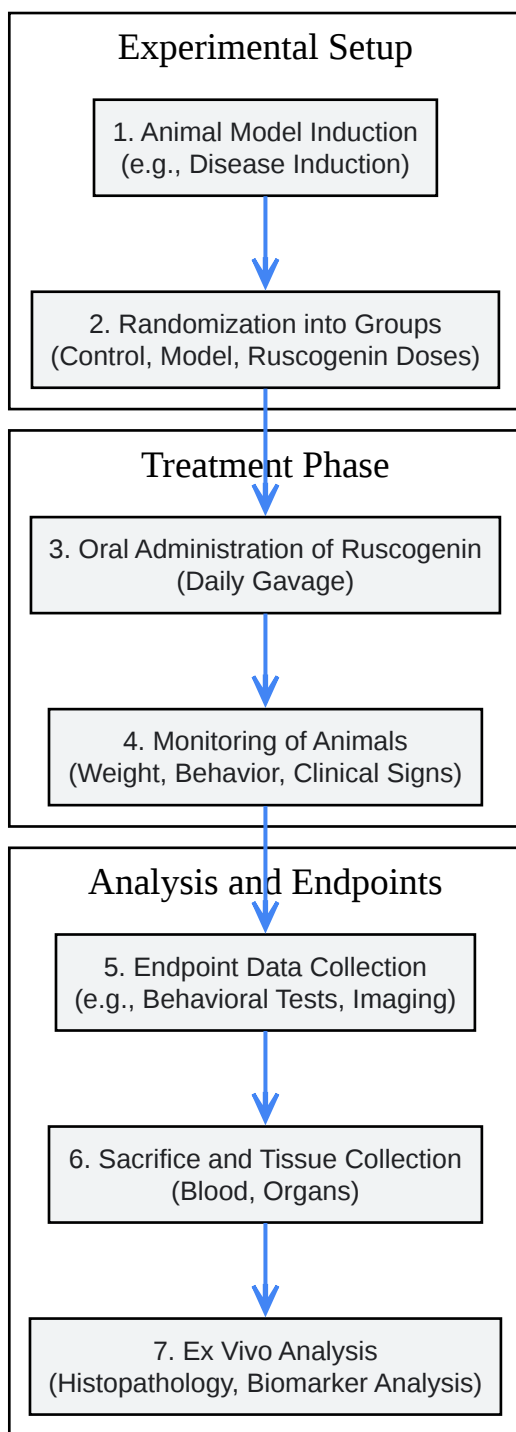 Experimental Setup
1. Animal Model Induction
(e.g., Disease Induction)
2. Randomization into Groups
(Control, Model, Ruscogenin Doses)
Treatment Phase
3. Oral Administration of Ruscogenin
(Daily Gavage)
4. Monitoring of Animals
(Weight, Behavior, Clinical Signs)
Analysis and Endpoints
5. Endpoint Data Collection
(e.g., Behavioral Tests, Imaging)
6. Sacrifice and Tissue Collection
(Blood, Organs)
7. Ex Vivo Analysis
(Histopathology, Biomarker Analysis)